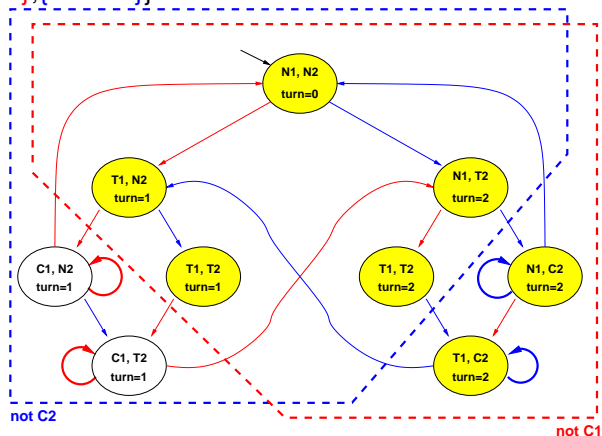 N1, N2
turn=0
T1, N2
turn=1
N1, T2
turn=2
C1, N2
turn=1
T1, T2
turn=1
T1, T2
turn=2
N1, C2
turn=2
C1, T2
turn=1
T1, C2
turn=2
not C2
not C1